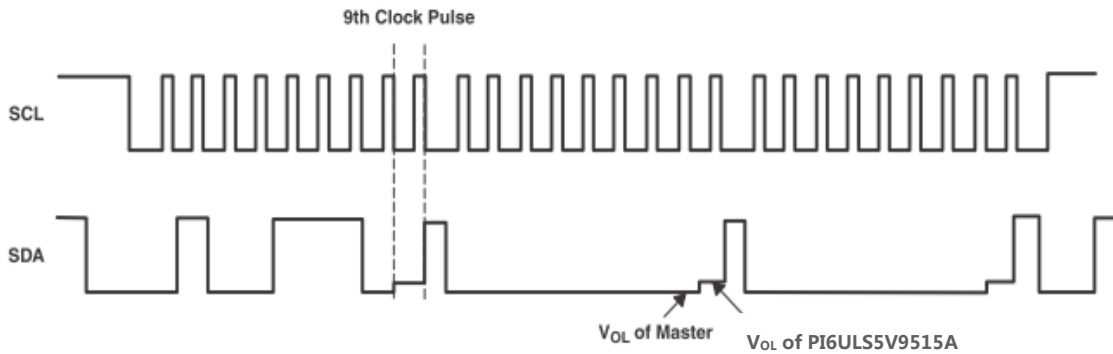 9th Clock Pulse
SCL
SDA
VOL of Master
VOL of PI6ULS5V9515A